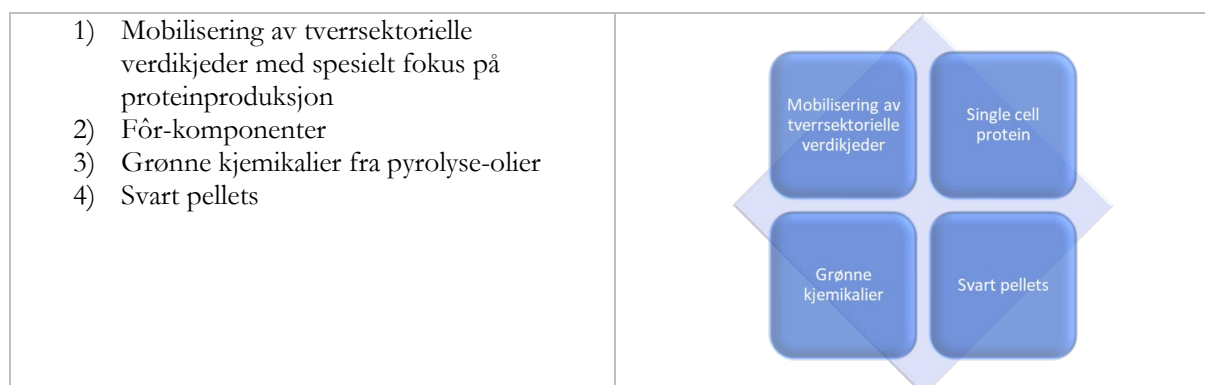 1) Mobilisering av tverrsektorielle
verdikjeder med spesielt fokus på
proteinproduksjon
2) Fôr-komponenter
3) Grønne kjemikalier fra pyrolyse-olier
4) Svart pellets
Mobilisering av
tverrsektorielle
verdikjeder
Single cell
protein
Grønne
kjemikalier
Svart pellets